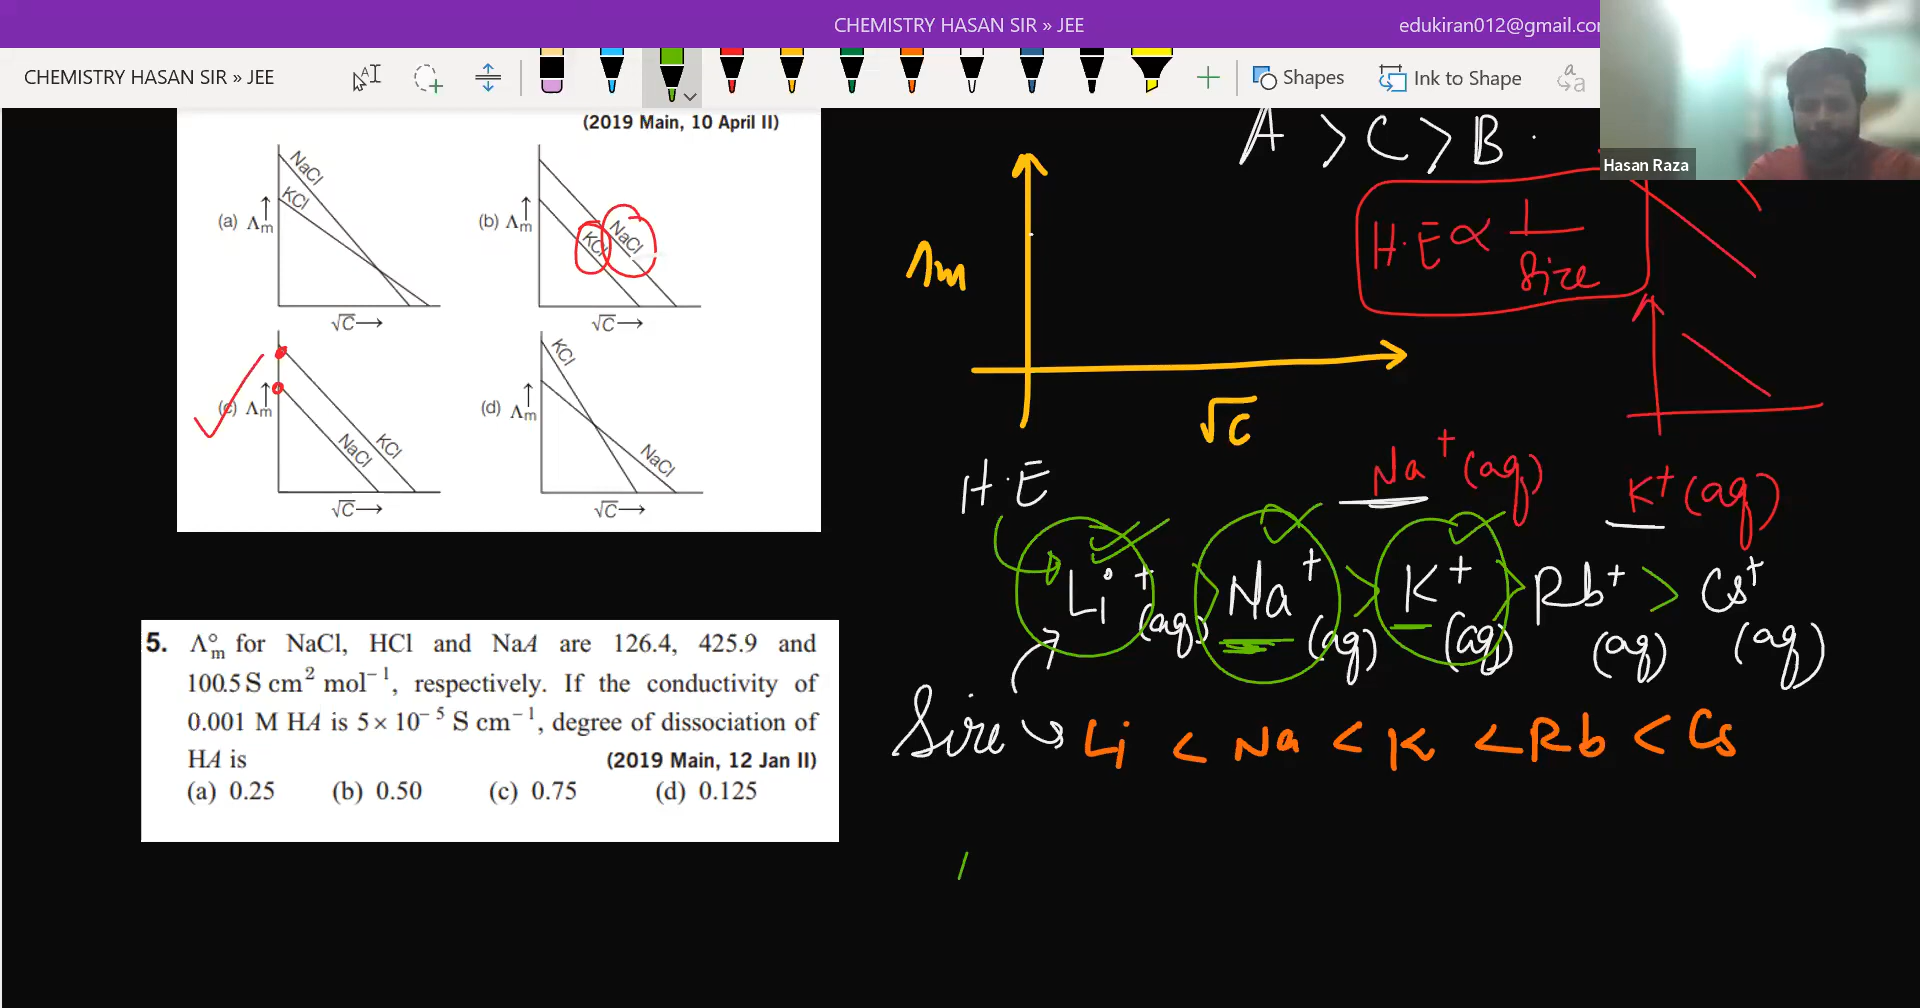 CHEMISTRY HASAN SIR » JEE
edukiran012@gmail.co
CHEMISTRY HASAN SIR » JEE
Shapes
Ink to Shape
Hasan Raza
(2019 Main, 10 April II)
(a) Λm NaCl KCl √C
(b) Λm KCl NaCl √C
(c) Λm NaCl KCl √C
(d) Λm KCl NaCl √C
5. Λ°m for NaCl, HCl and NaA are 126.4, 425.9 and
100.5 S cm² mol⁻¹, respectively. If the conductivity of
0.001 M HA is 5 × 10⁻⁵ S cm⁻¹, degree of dissociation of
HA is
(2019 Main, 12 Jan II)
(a) 0.25 (b) 0.50 (c) 0.75 (d) 0.125
A > C > B
H.E ∝ 1/Size
Λm
√C
H.E
Na⁺(aq)
K⁺(aq)
Li⁺(aq) > Na⁺(aq) > K⁺(aq) > Rb⁺(aq) > Cs⁺(aq)
Size → Li < Na < K < Rb < Cs